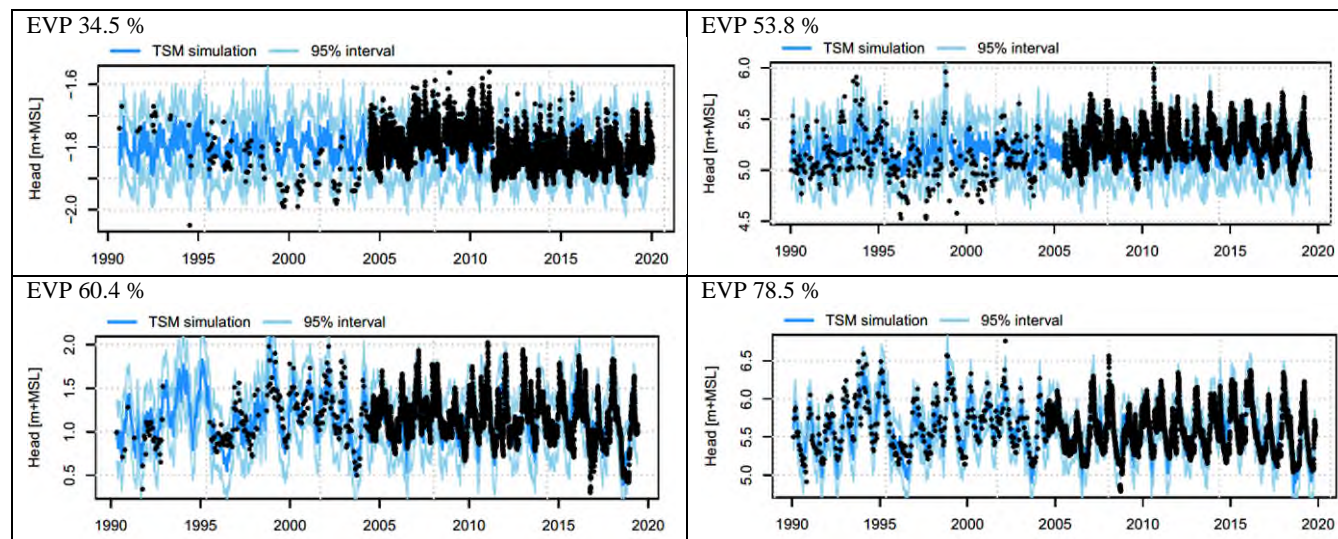 EVP 34.5 %
TSM simulation 95% interval
Head [m+MSL]
−1.6
−1.8
−2.0
1990 1995 2000 2005 2010 2015 2020
EVP 53.8 %
TSM simulation 95% interval
Head [m+MSL]
6.0
5.5
5.0
4.5
1990 1995 2000 2005 2010 2015 2020
EVP 60.4 %
TSM simulation 95% interval
Head [m+MSL]
2.0
1.5
1.0
0.5
1990 1995 2000 2005 2010 2015 2020
EVP 78.5 %
TSM simulation 95% interval
Head [m+MSL]
6.5
6.0
5.5
5.0
1990 1995 2000 2005 2010 2015 2020